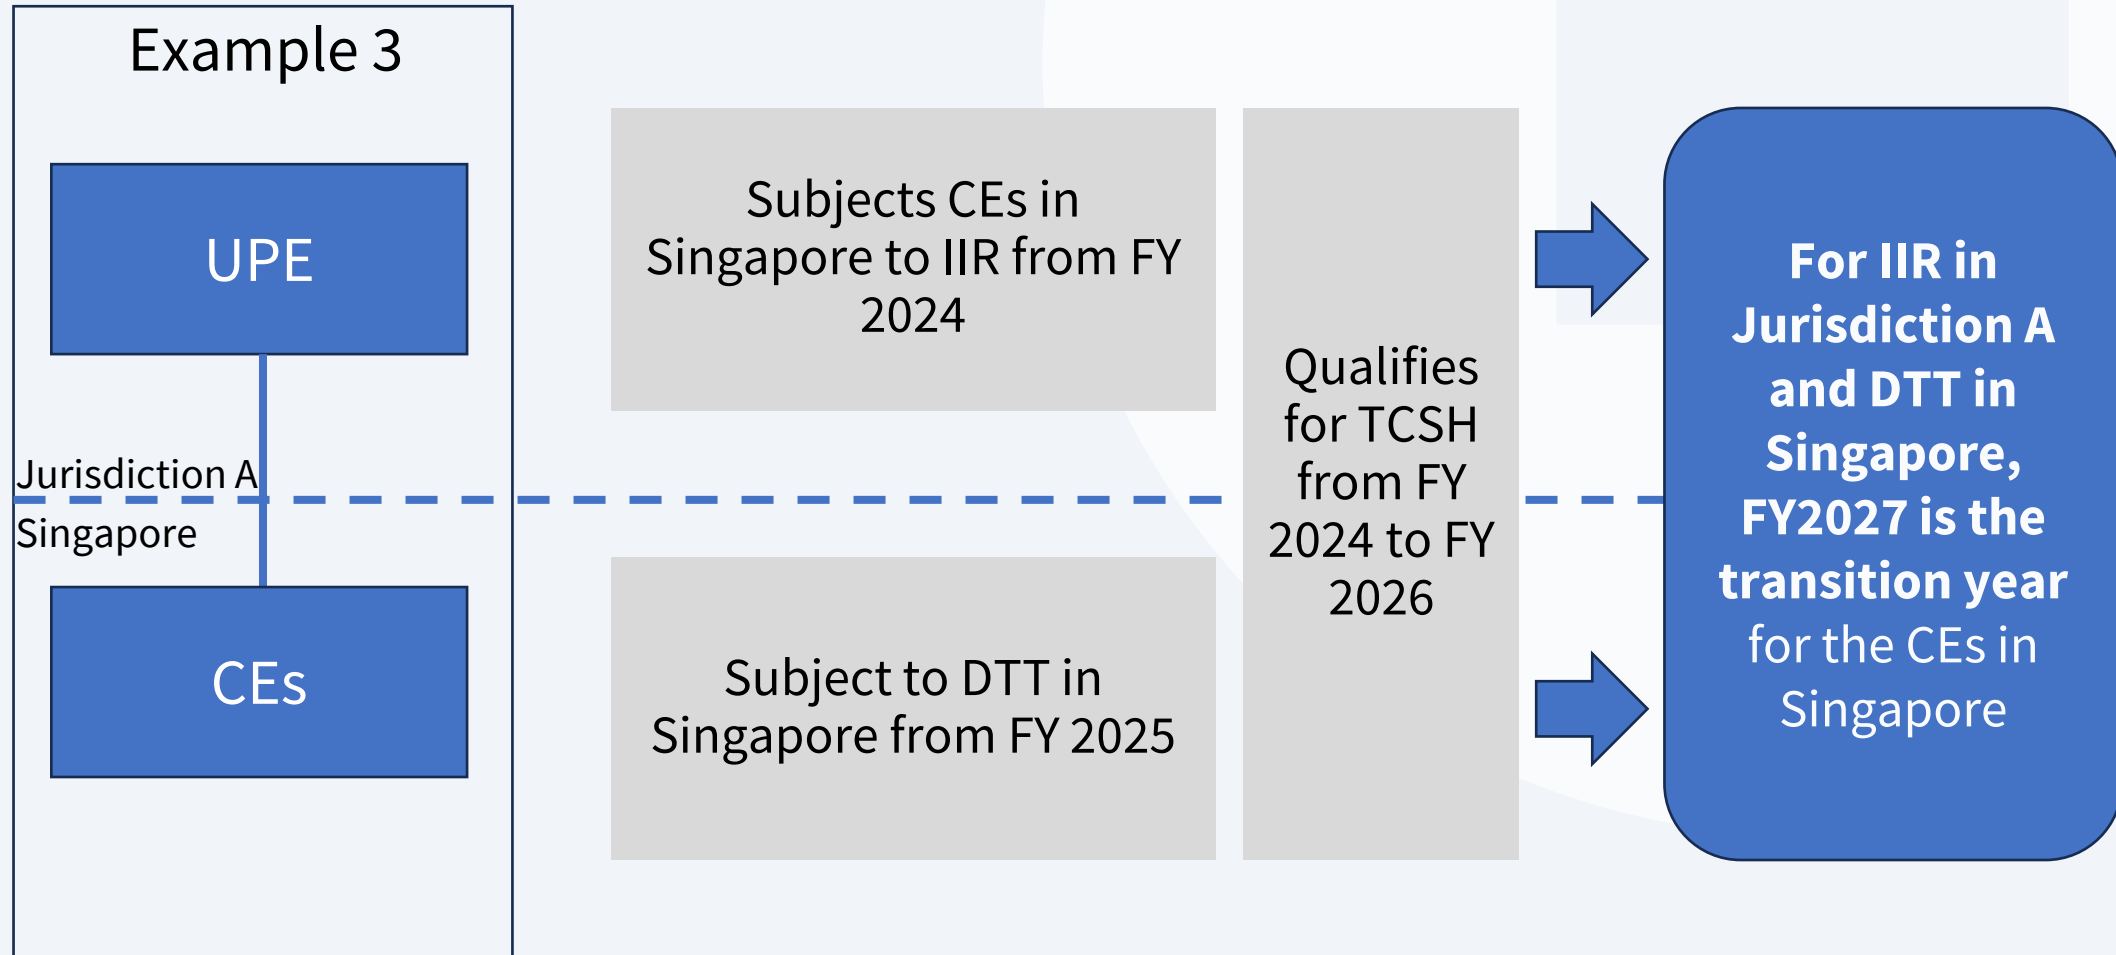 Example 3
UPE
Jurisdiction A
Singapore
CEs
Subjects CEs in
Singapore to IIR from FY
2024
Subject to DTT in
Singapore from FY 2025
Qualifies
for TCSH
from FY
2024 to FY
2026
For IIR in
Jurisdiction A
and DTT in
Singapore,
FY2027 is the
transition year
for the CEs in
Singapore